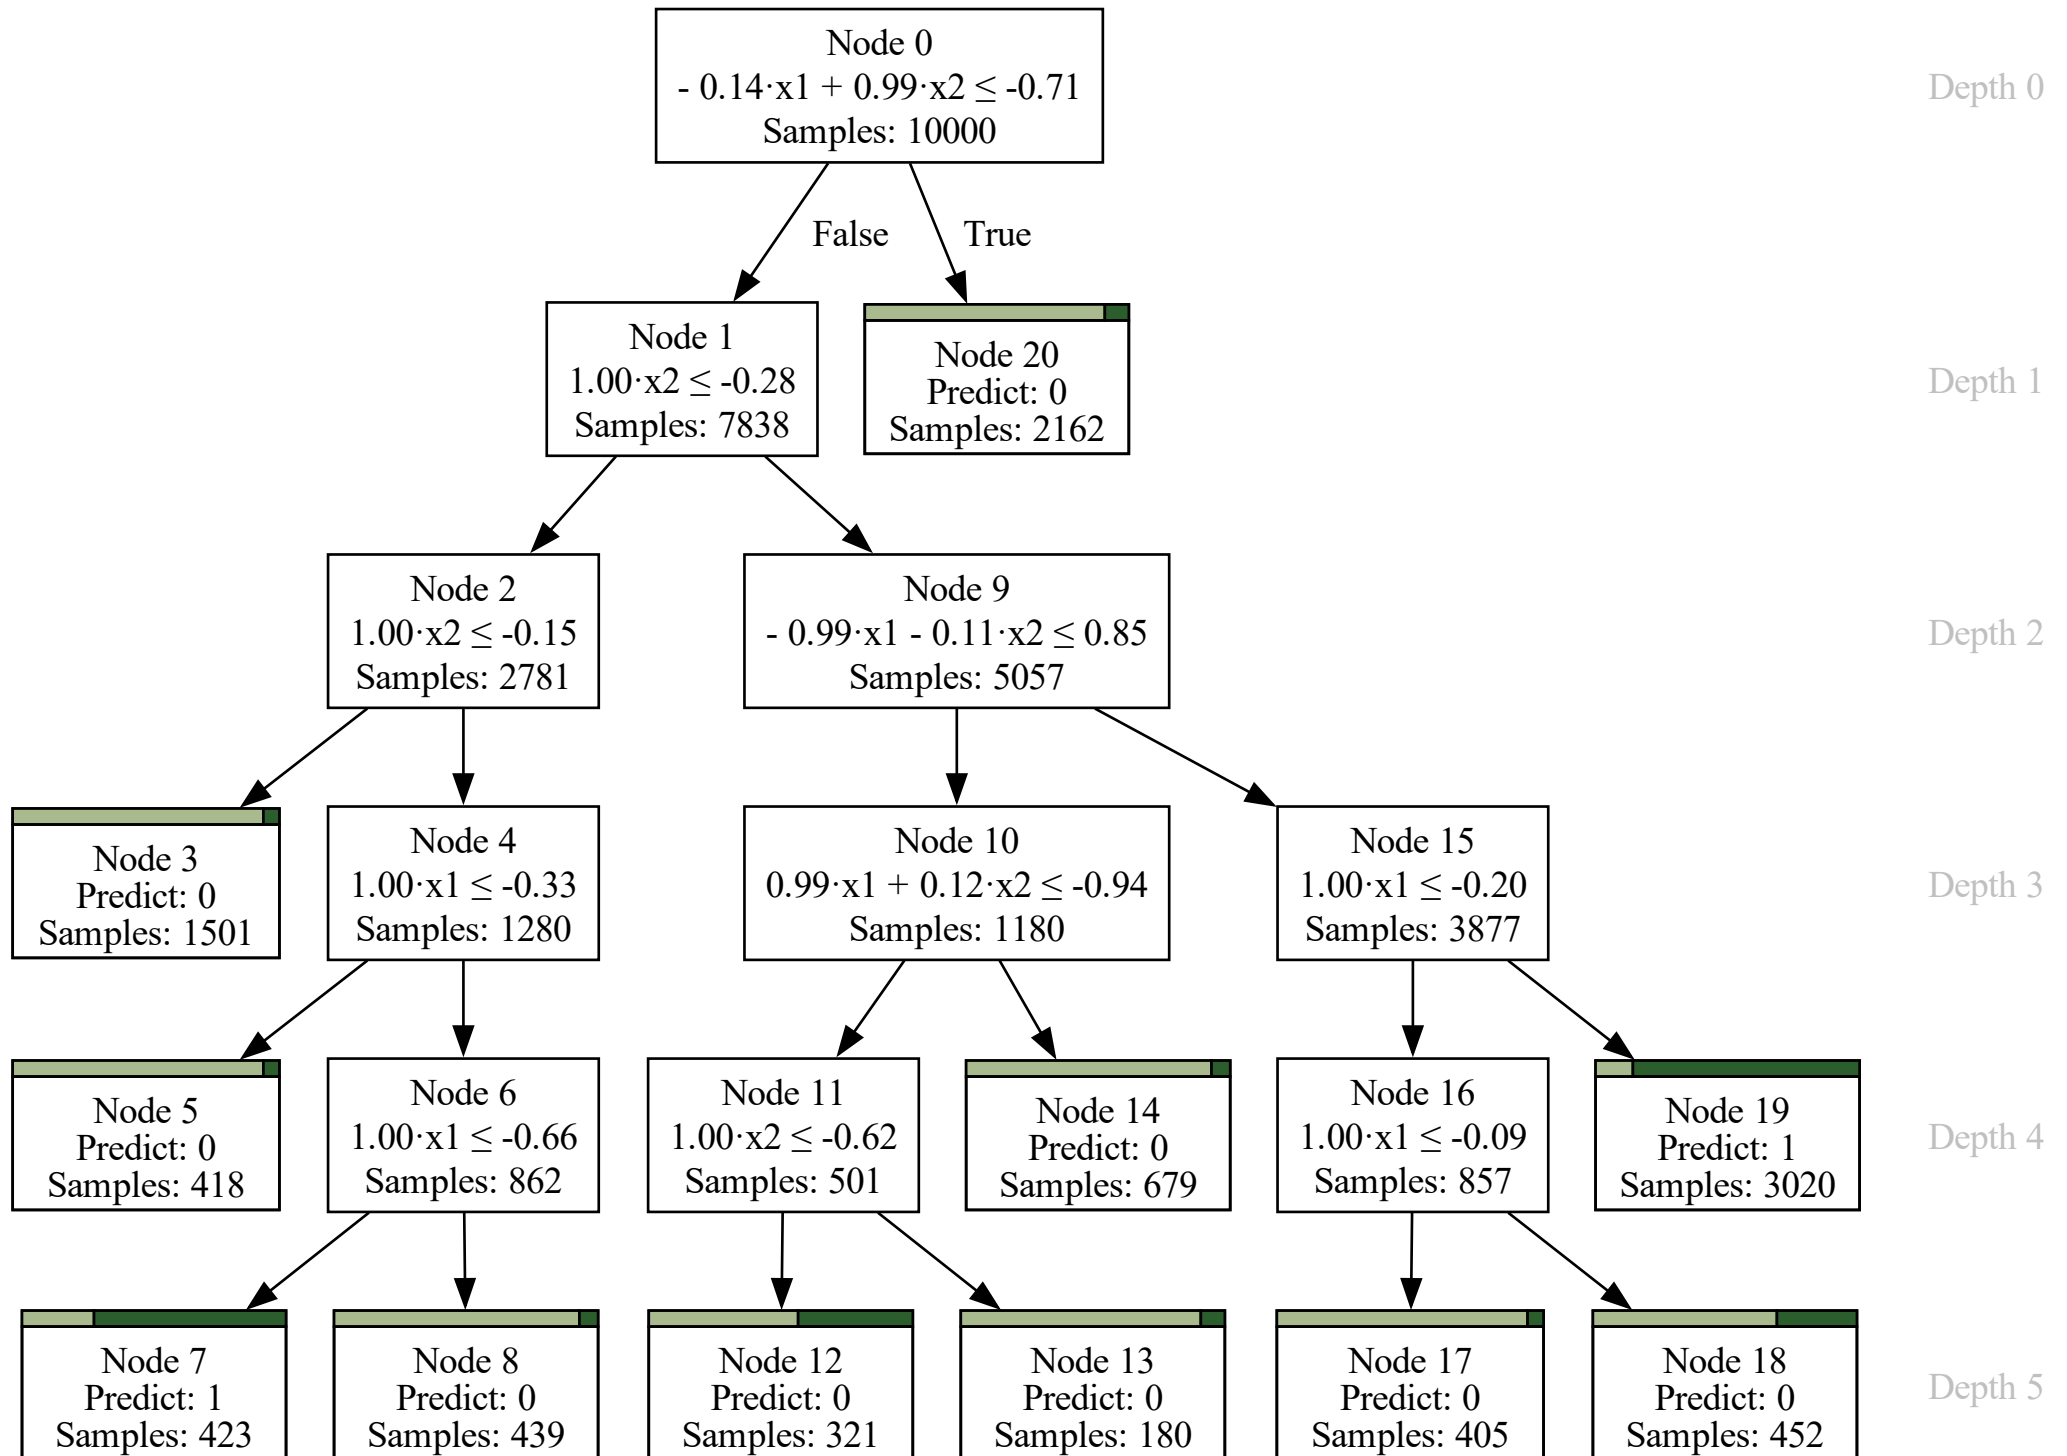 Node 0
- 0.14·x1 + 0.99·x2 ≤ -0.71
Samples: 10000
Depth 0
False
True
Node 1
1.00·x2 ≤ -0.28
Samples: 7838
Node 20
Predict: 0
Samples: 2162
Depth 1
Node 2
1.00·x2 ≤ -0.15
Samples: 2781
Node 9
- 0.99·x1 - 0.11·x2 ≤ 0.85
Samples: 5057
Depth 2
Node 3
Predict: 0
Samples: 1501
Node 4
1.00·x1 ≤ -0.33
Samples: 1280
Node 10
0.99·x1 + 0.12·x2 ≤ -0.94
Samples: 1180
Node 15
1.00·x1 ≤ -0.20
Samples: 3877
Depth 3
Node 5
Predict: 0
Samples: 418
Node 6
1.00·x1 ≤ -0.66
Samples: 862
Node 11
1.00·x2 ≤ -0.62
Samples: 501
Node 14
Predict: 0
Samples: 679
Node 16
1.00·x1 ≤ -0.09
Samples: 857
Node 19
Predict: 1
Samples: 3020
Depth 4
Node 7
Predict: 1
Samples: 423
Node 8
Predict: 0
Samples: 439
Node 12
Predict: 0
Samples: 321
Node 13
Predict: 0
Samples: 180
Node 17
Predict: 0
Samples: 405
Node 18
Predict: 0
Samples: 452
Depth 5